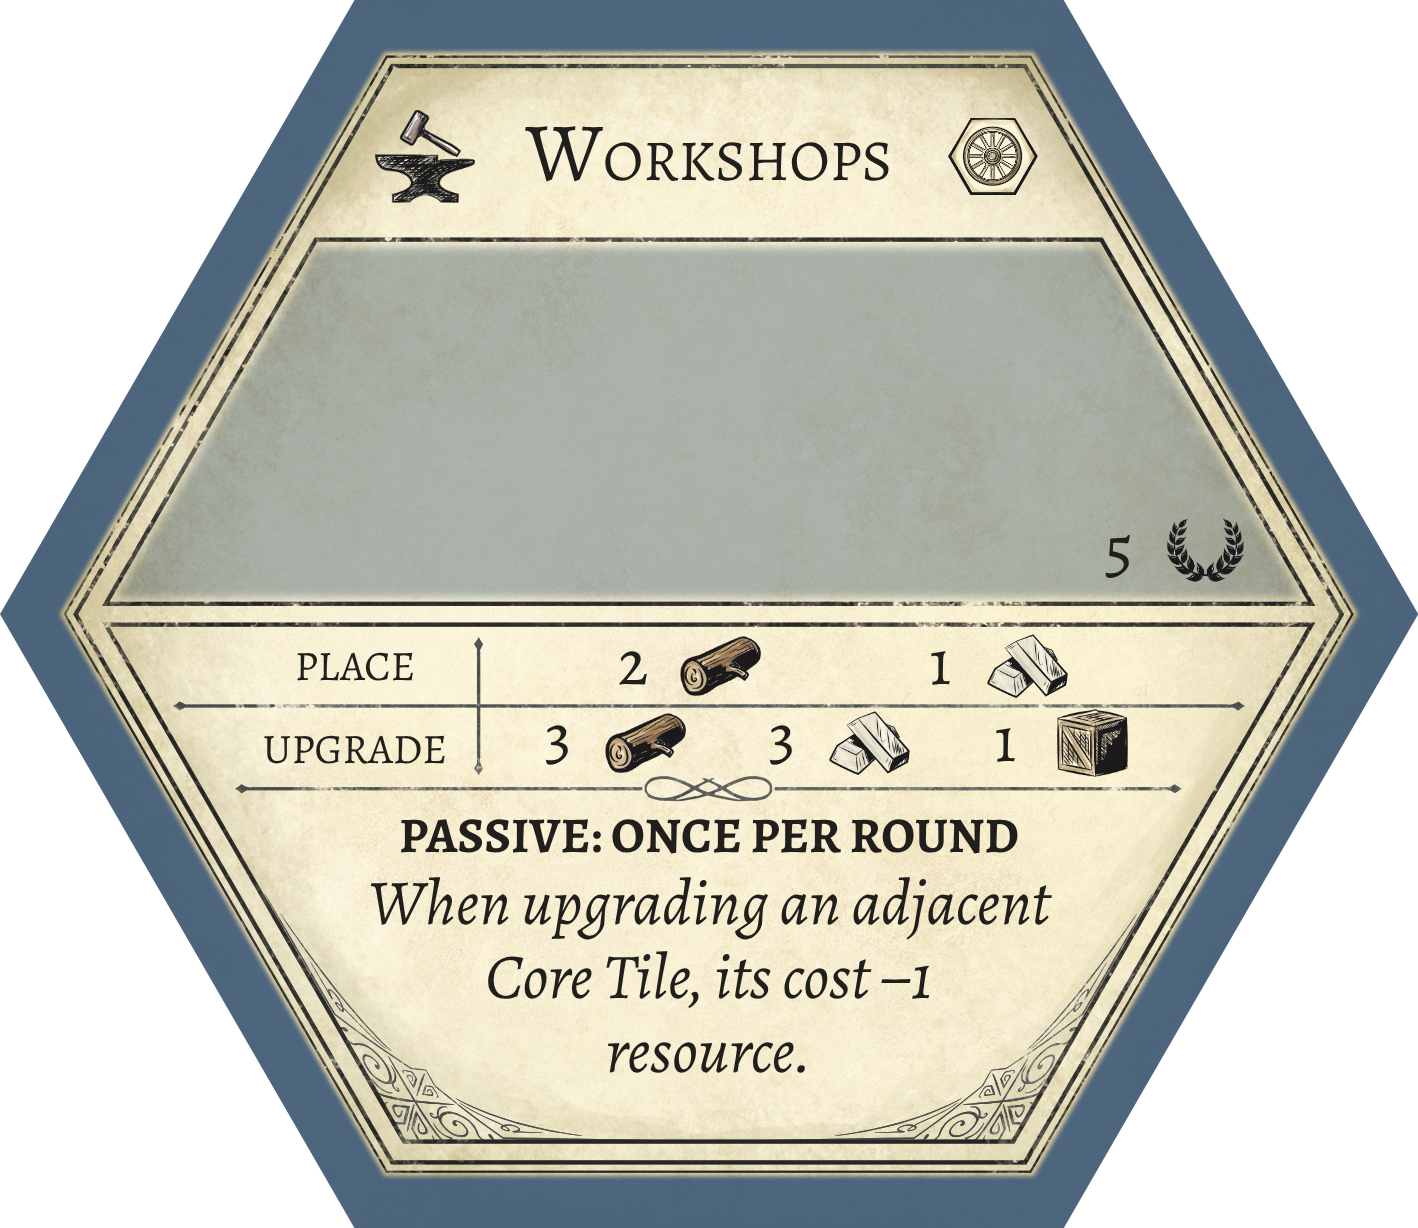 WORKSHOPS
5
PLACE 2 1
UPGRADE 3 3 1
PASSIVE: ONCE PER ROUND
When upgrading an adjacent
Core Tile, its cost –1
resource.